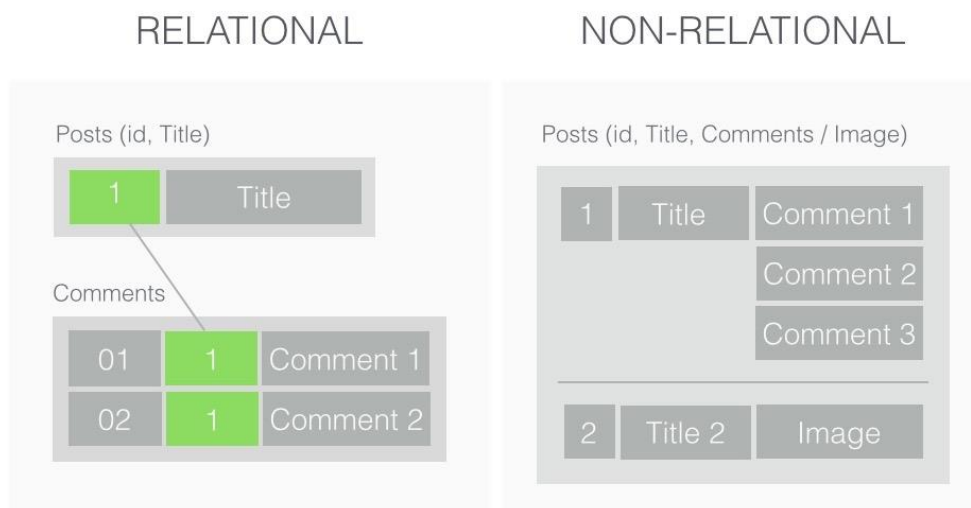 RELATIONAL
Posts (id, Title)
1 Title
Comments
01 1 Comment 1
02 1 Comment 2
NON-RELATIONAL
Posts (id, Title, Comments / Image)
1 Title Comment 1
Comment 2
Comment 3
2 Title 2 Image